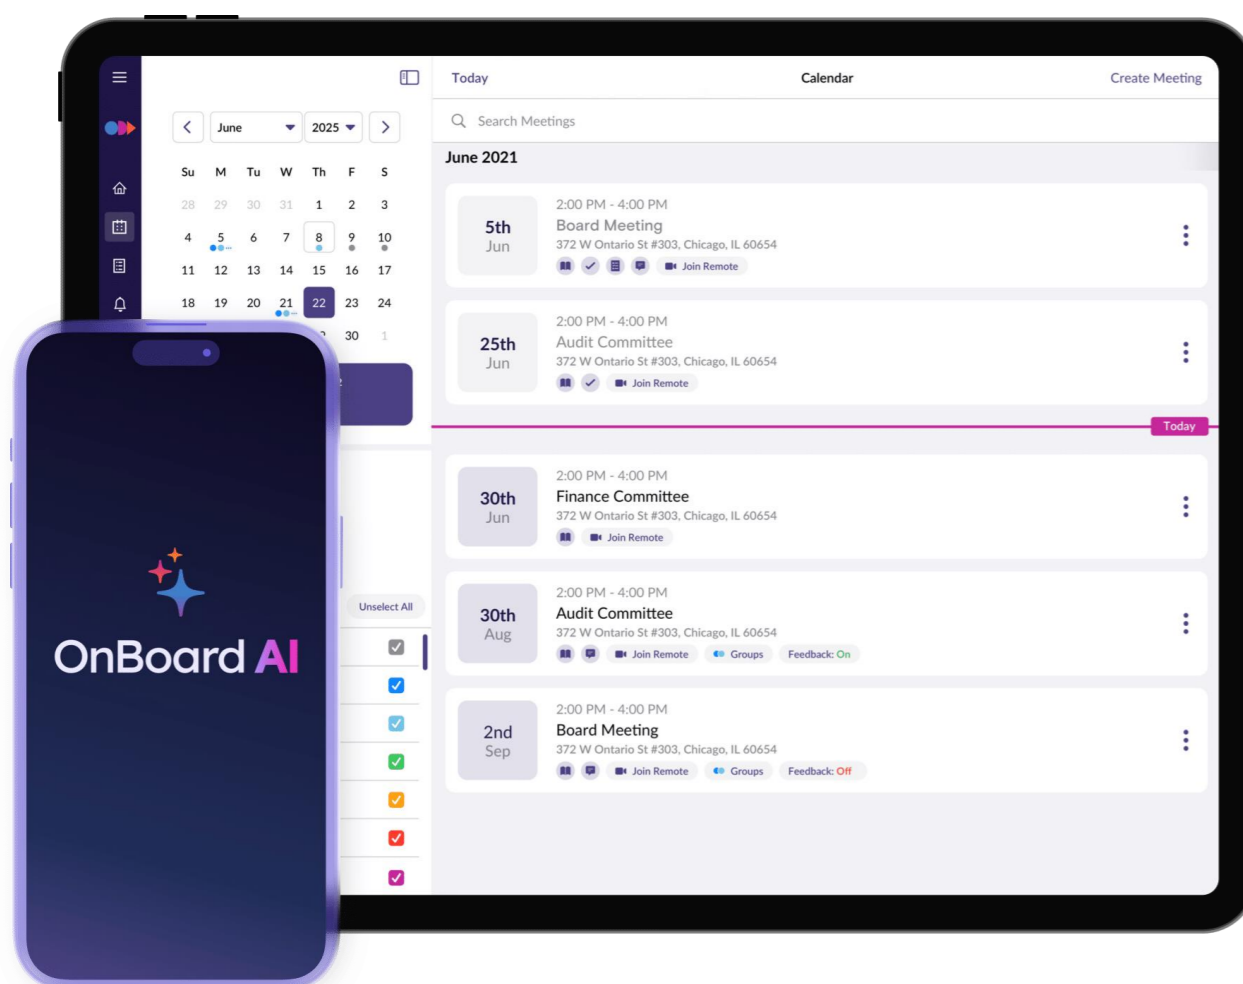 Today
Calendar
Create Meeting
June
2025
Search Meetings
June 2021
Su M Tu W Th F S
28 29 30 31 1 2 3
4 5 6 7 8 9 10
11 12 13 14 15 16 17
18 19 20 21 22 23 24
30 1
2:00 PM - 4:00 PM
5th
Jun
Board Meeting
372 W Ontario St #303, Chicago, IL 60654
Join Remote
2:00 PM - 4:00 PM
25th
Jun
Audit Committee
372 W Ontario St #303, Chicago, IL 60654
Join Remote
Today
2:00 PM - 4:00 PM
30th
Jun
Finance Committee
372 W Ontario St #303, Chicago, IL 60654
Join Remote
2:00 PM - 4:00 PM
30th
Aug
Audit Committee
372 W Ontario St #303, Chicago, IL 60654
Join Remote Groups Feedback: On
2:00 PM - 4:00 PM
2nd
Sep
Board Meeting
372 W Ontario St #303, Chicago, IL 60654
Join Remote Groups Feedback: Off
Unselect All
OnBoard AI